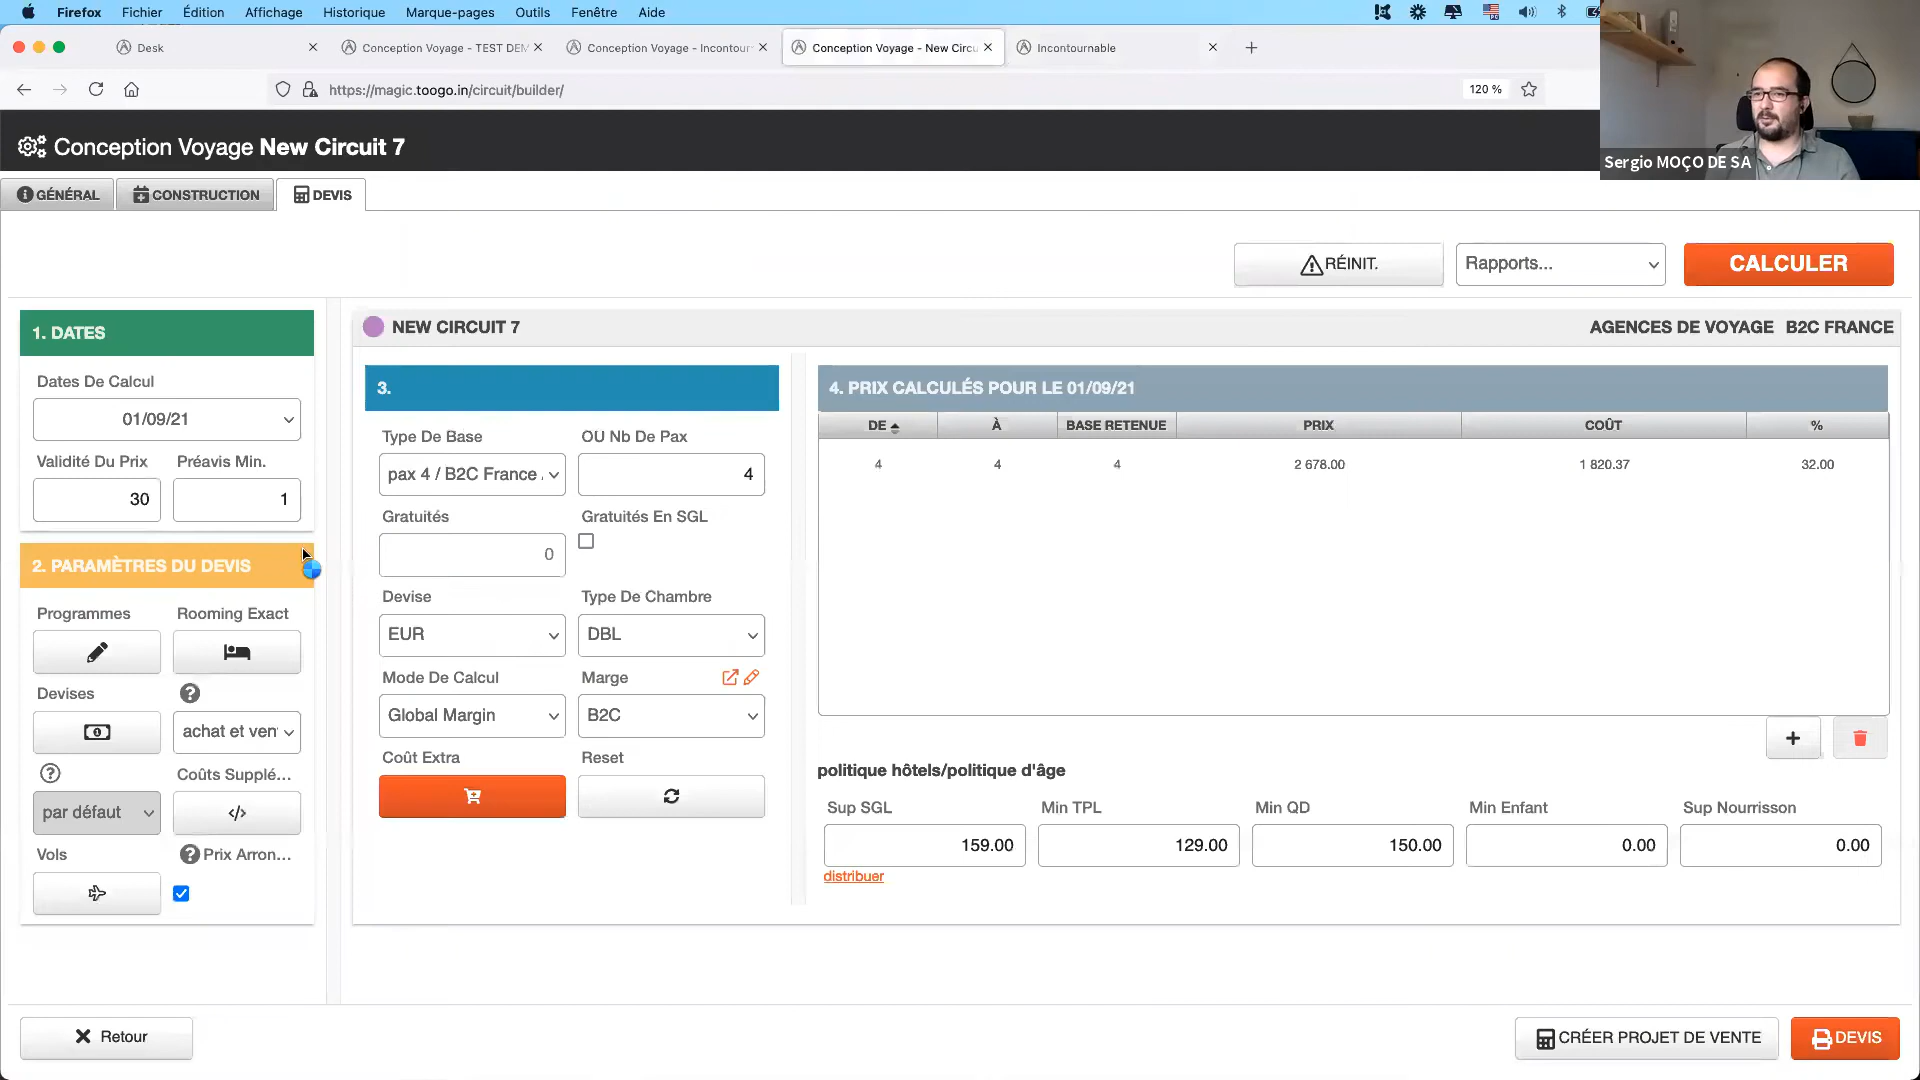 Firefox Fichier Édition Affichage Historique Marque-pages Outils Fenêtre Aide
Desk
Conception Voyage - TEST DEM
Conception Voyage - Incontour
Conception Voyage - New Circu
Incontournable
https://magic.toogo.in/circuit/builder/
120 %
Sergio MOÇO DE SA
Conception Voyage New Circuit 7
GÉNÉRAL CONSTRUCTION DEVIS
RÉINIT. Rapports... CALCULER
1. DATES
Dates De Calcul
01/09/21
Validité Du Prix Préavis Min.
30 1
2. PARAMÈTRES DU DEVIS
Programmes Rooming Exact
Devises
achat et ven
Coûts Supplé...
par défaut
Vols Prix Arron...
NEW CIRCUIT 7 AGENCES DE VOYAGE B2C FRANCE
3.
Type De Base OU Nb De Pax
pax 4 / B2C France 4
Gratuités Gratuités En SGL
0
Devise Type De Chambre
EUR DBL
Mode De Calcul Marge
Global Margin B2C
Coût Extra Reset
4. PRIX CALCULÉS POUR LE 01/09/21
DE À BASE RETENUE PRIX COÛT %
4 4 4 2 678.00 1 820.37 32.00
politique hôtels/politique d'âge
Sup SGL Min TPL Min QD Min Enfant Sup Nourrisson
159.00 129.00 150.00 0.00 0.00
distribuer
Retour CRÉER PROJET DE VENTE DEVIS